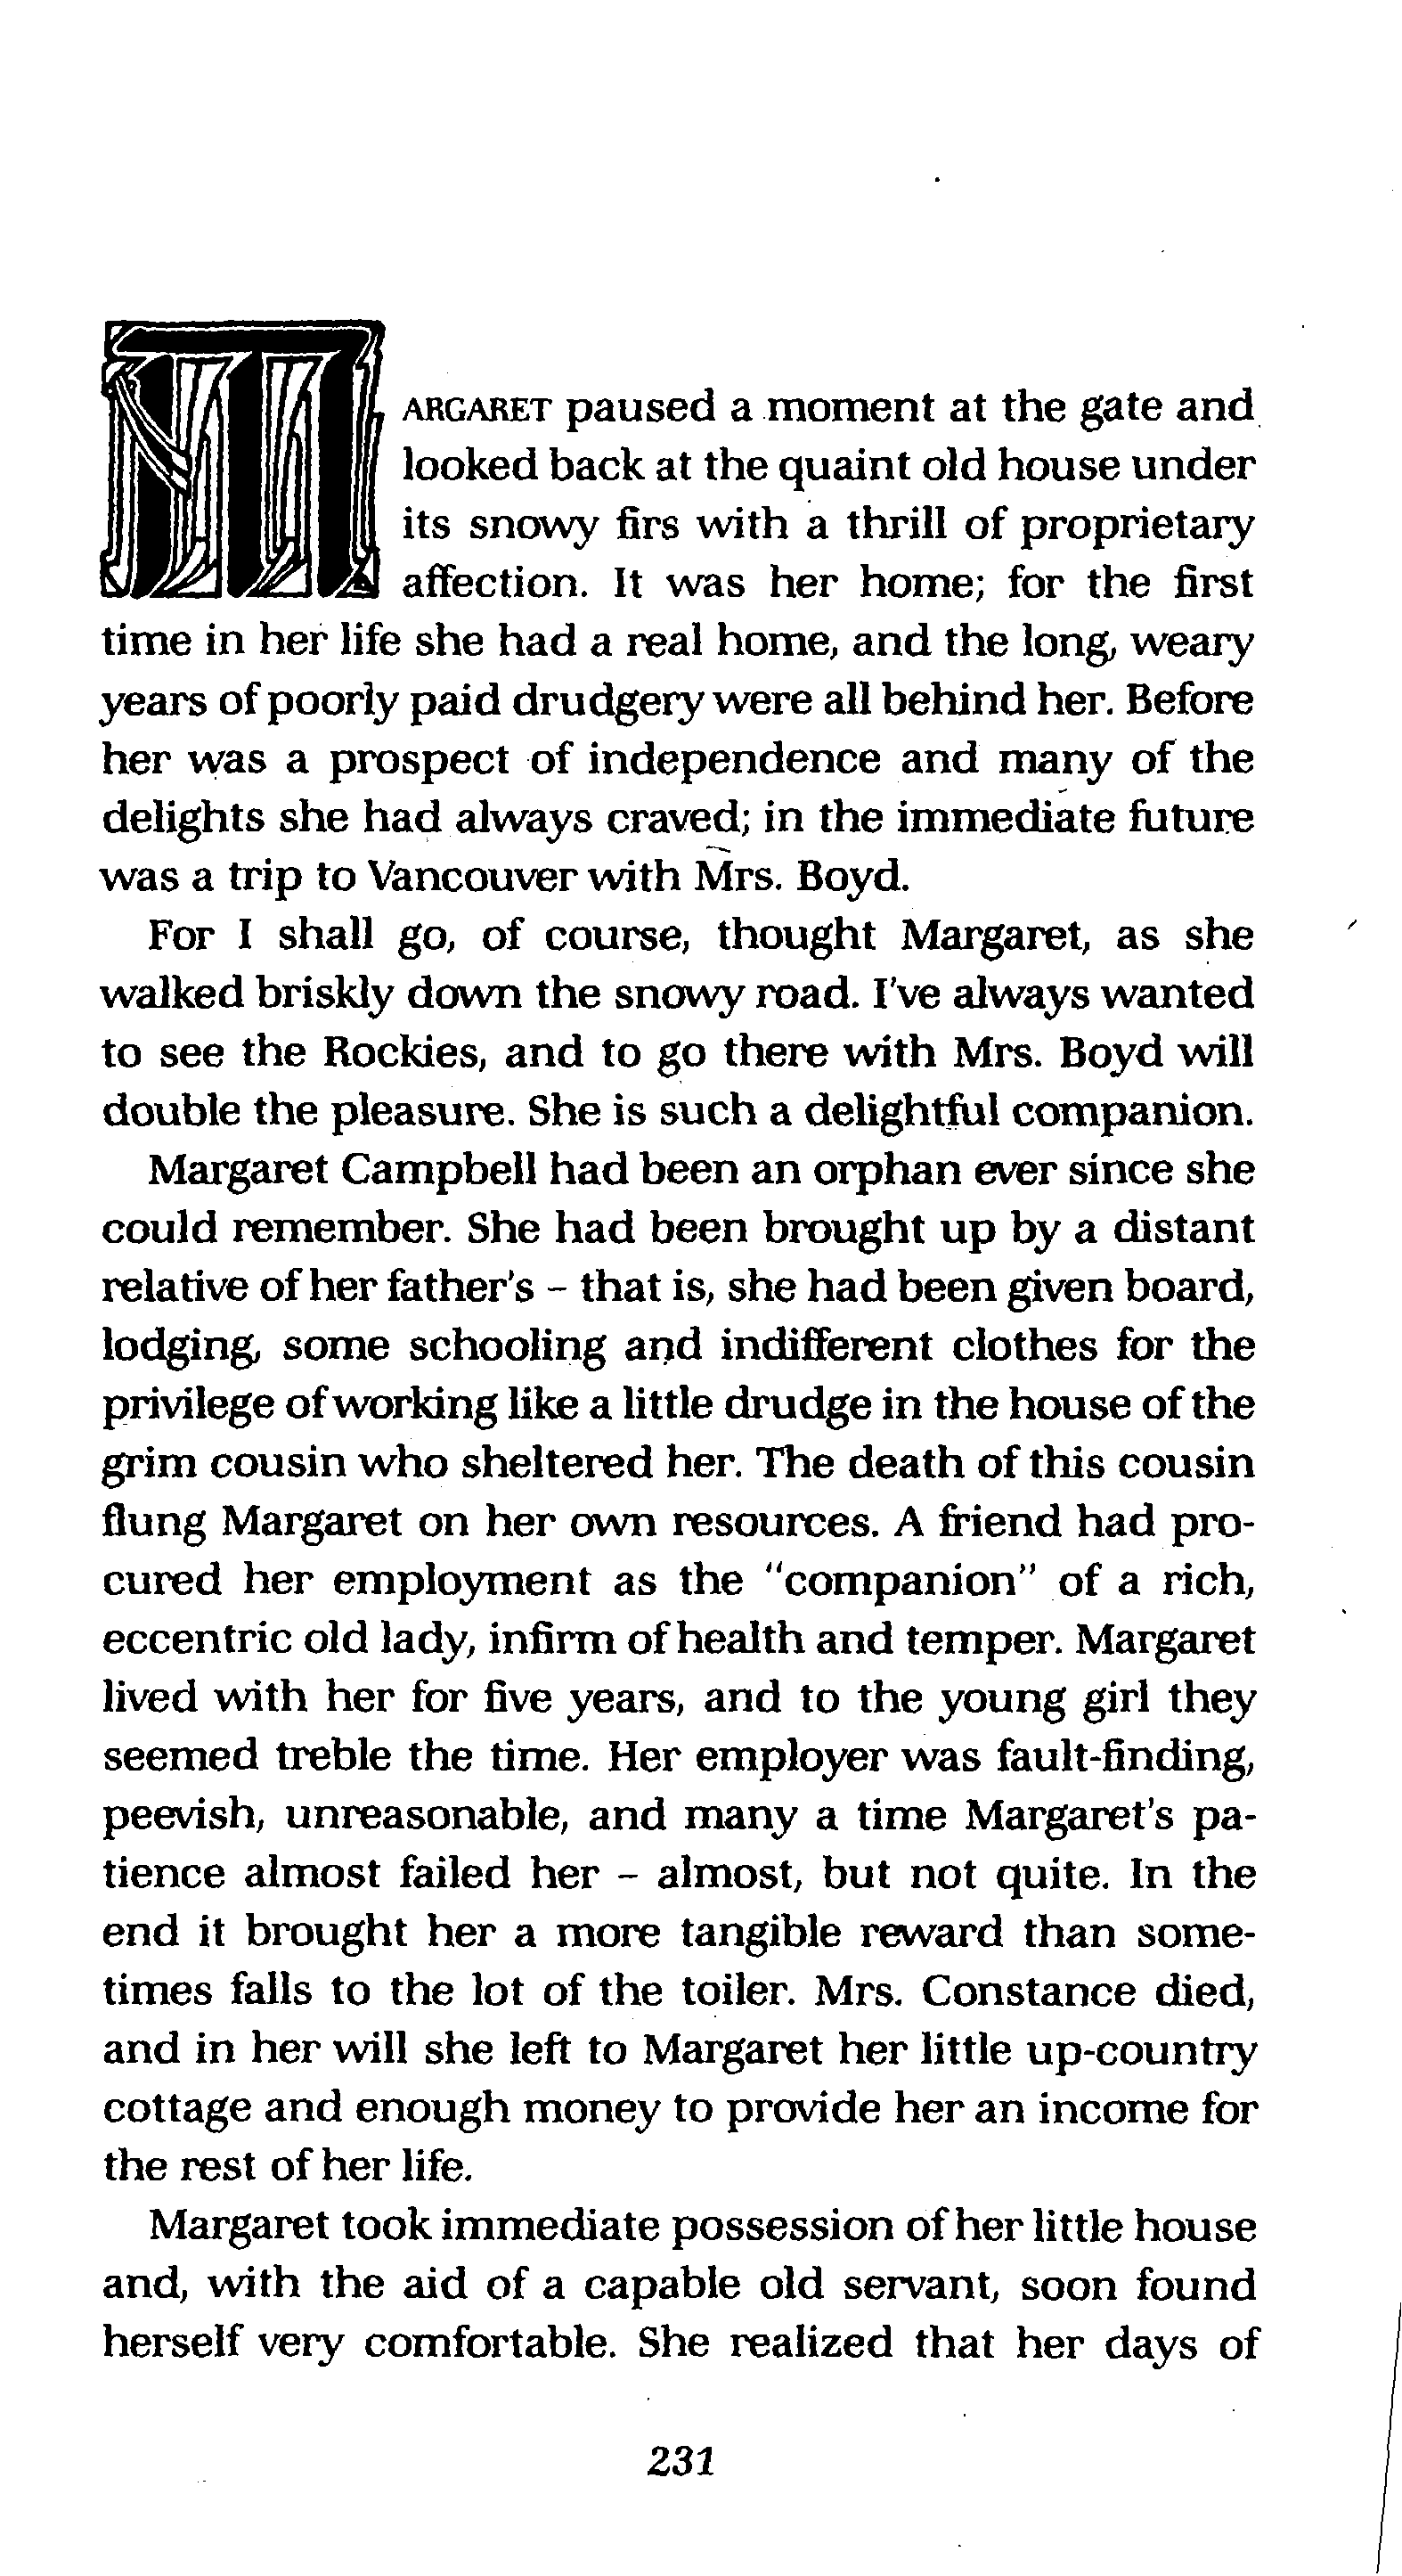 MARGARET paused a moment at the gate and
looked back at the quaint old house under
its snowy firs with a thrill of proprietary
affection. It was her home; for the first
time in her life she had a real home, and the long, weary
years of poorly paid drudgery were all behind her. Before
her was a prospect of independence and many of the
delights she had always craved; in the immediate future
was a trip to Vancouver with Mrs. Boyd.
For I shall go, of course, thought Margaret, as she
walked briskly down the snowy road. I've always wanted
to see the Rockies, and to go there with Mrs. Boyd will
double the pleasure. She is such a delightful companion.
Margaret Campbell had been an orphan ever since she
could remember. She had been brought up by a distant
relative of her father's – that is, she had been given board,
lodging, some schooling and indifferent clothes for the
privilege of working like a little drudge in the house of the
grim cousin who sheltered her. The death of this cousin
flung Margaret on her own resources. A friend had pro-
cured her employment as the "companion" of a rich,
eccentric old lady, infirm of health and temper. Margaret
lived with her for five years, and to the young girl they
seemed treble the time. Her employer was fault-finding,
peevish, unreasonable, and many a time Margaret's pa-
tience almost failed her – almost, but not quite. In the
end it brought her a more tangible reward than some-
times falls to the lot of the toiler. Mrs. Constance died,
and in her will she left to Margaret her little up-country
cottage and enough money to provide her an income for
the rest of her life.
Margaret took immediate possession of her little house
and, with the aid of a capable old servant, soon found
herself very comfortable. She realized that her days of
231